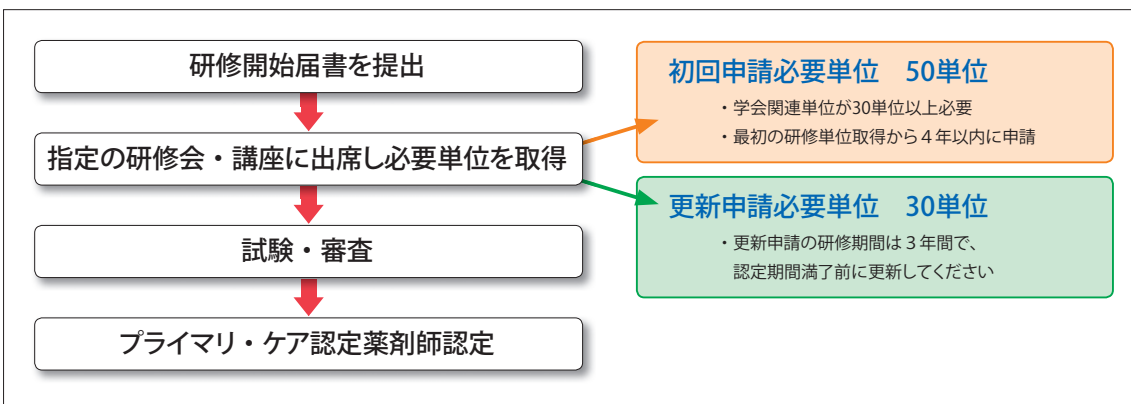 研修開始届書を提出
指定の研修会・講座に出席し必要単位を取得
試験・審査
プライマリ・ケア認定薬剤師認定
初回申請必要単位　50単位
・学会関連単位が30単位以上必要
・最初の研修単位取得から４年以内に申請
更新申請必要単位　30単位
・更新申請の研修期間は３年間で、
認定期間満了前に更新してください